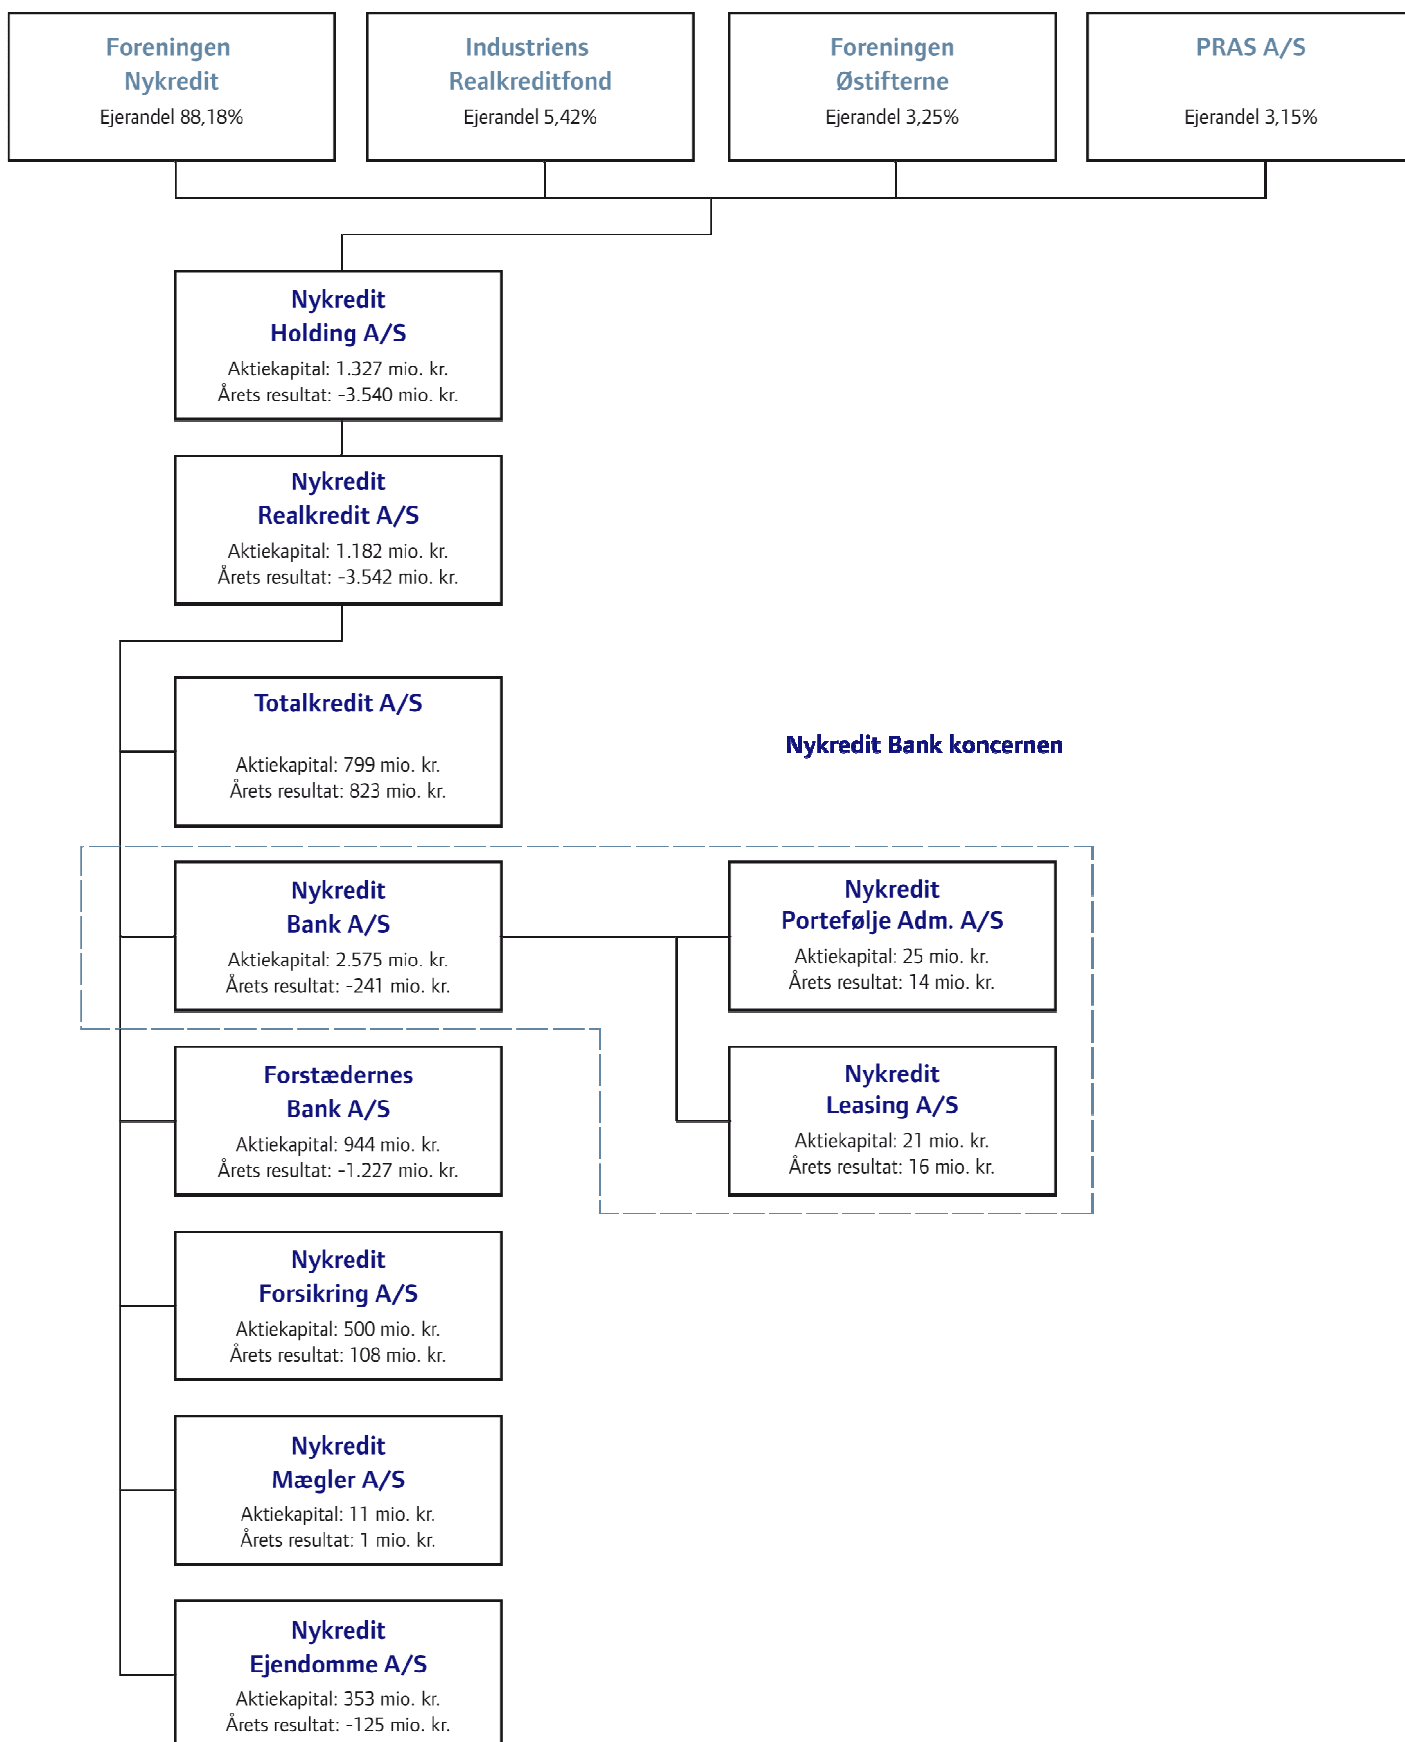 Foreningen
Nykredit
Ejerandel 88,18%
Industriens
Realkreditfond
Ejerandel 5,42%
Foreningen
Østifterne
Ejerandel 3,25%
PRAS A/S
Ejerandel 3,15%
Nykredit
Holding A/S
Aktiekapital: 1.327 mio. kr.
Årets resultat: -3.540 mio. kr.
Nykredit
Realkredit A/S
Aktiekapital: 1.182 mio. kr.
Årets resultat: -3.542 mio. kr.
Totalkredit A/S
Aktiekapital: 799 mio. kr.
Årets resultat: 823 mio. kr.
Nykredit Bank koncernen
Nykredit
Bank A/S
Aktiekapital: 2.575 mio. kr.
Årets resultat: -241 mio. kr.
Nykredit
Portefølje Adm. A/S
Aktiekapital: 25 mio. kr.
Årets resultat: 14 mio. kr.
Forstædernes
Bank A/S
Aktiekapital: 944 mio. kr.
Årets resultat: -1.227 mio. kr.
Nykredit
Leasing A/S
Aktiekapital: 21 mio. kr.
Årets resultat: 16 mio. kr.
Nykredit
Forsikring A/S
Aktiekapital: 500 mio. kr.
Årets resultat: 108 mio. kr.
Nykredit
Mægler A/S
Aktiekapital: 11 mio. kr.
Årets resultat: 1 mio. kr.
Nykredit
Ejendomme A/S
Aktiekapital: 353 mio. kr.
Årets resultat: -125 mio. kr.